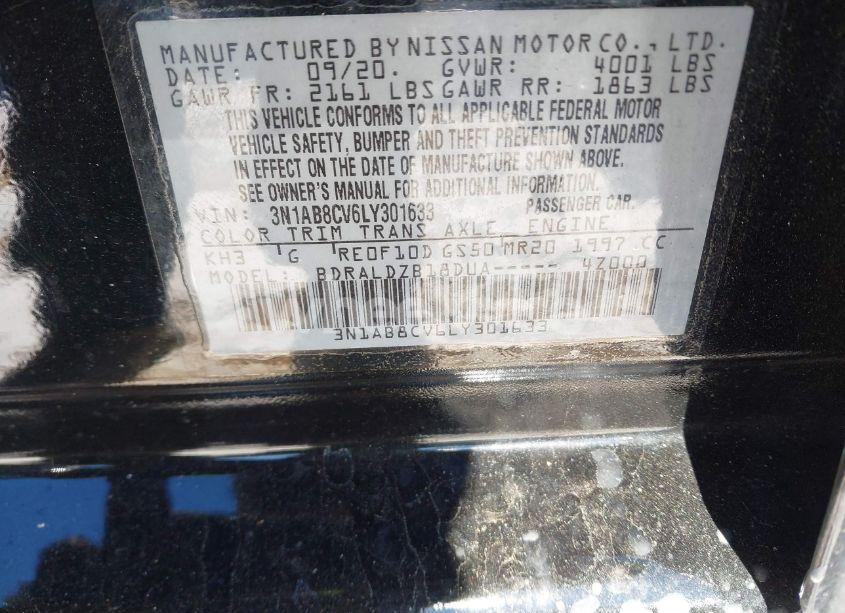 MANUFACTURED BY NISSAN MOTOR CO., LTD.
DATE: 09/20. GVWR: 4001 LBS
GAWR FR: 2161 LBS GAWR RR: 1863 LBS
THIS VEHICLE CONFORMS TO ALL APPLICABLE FEDERAL MOTOR
VEHICLE SAFETY, BUMPER AND THEFT PREVENTION STANDARDS
IN EFFECT ON THE DATE OF MANUFACTURE SHOWN ABOVE.
SEE OWNER'S MANUAL FOR ADDITIONAL INFORMATION.
VIN: 3N1AB8CV6LY301633 PASSENGER CAR.
COLOR TRIM TRANS AXLE ENGINE
KH3 G RE0F10D GS50 MR20 1997 CC
MODEL: BDRALDZB18DUA----- 4Z000
3N1AB8CV6LY301633